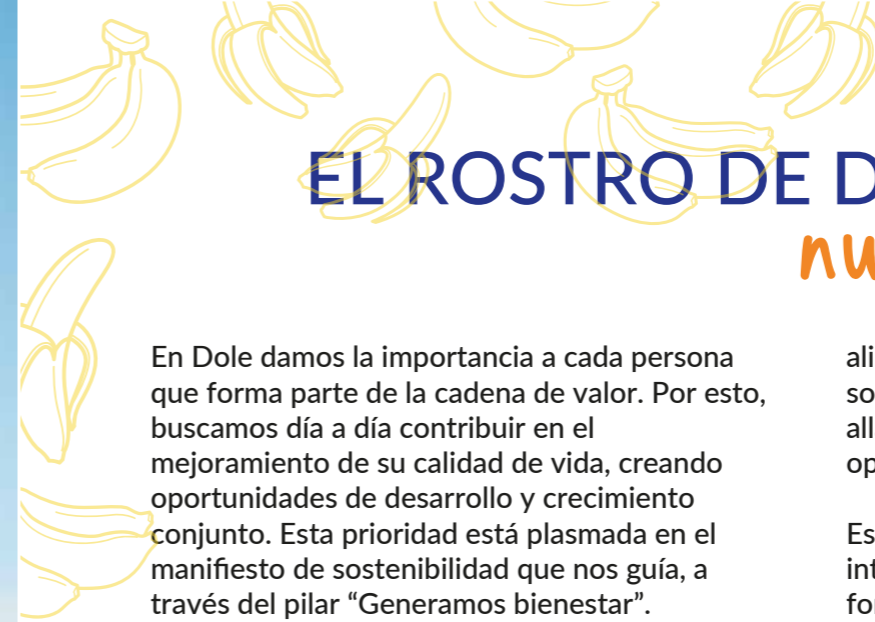 EL ROSTRO DE
En Dole damos la importancia a cada persona
que forma parte de la cadena de valor. Por esto,
buscamos día a día contribuir en el
mejoramiento de su calidad de vida, creando
oportunidades de desarrollo y crecimiento
conjunto. Esta prioridad está plasmada en el
manifiesto de sostenibilidad que nos guía, a
través del pilar “Generamos bienestar”.